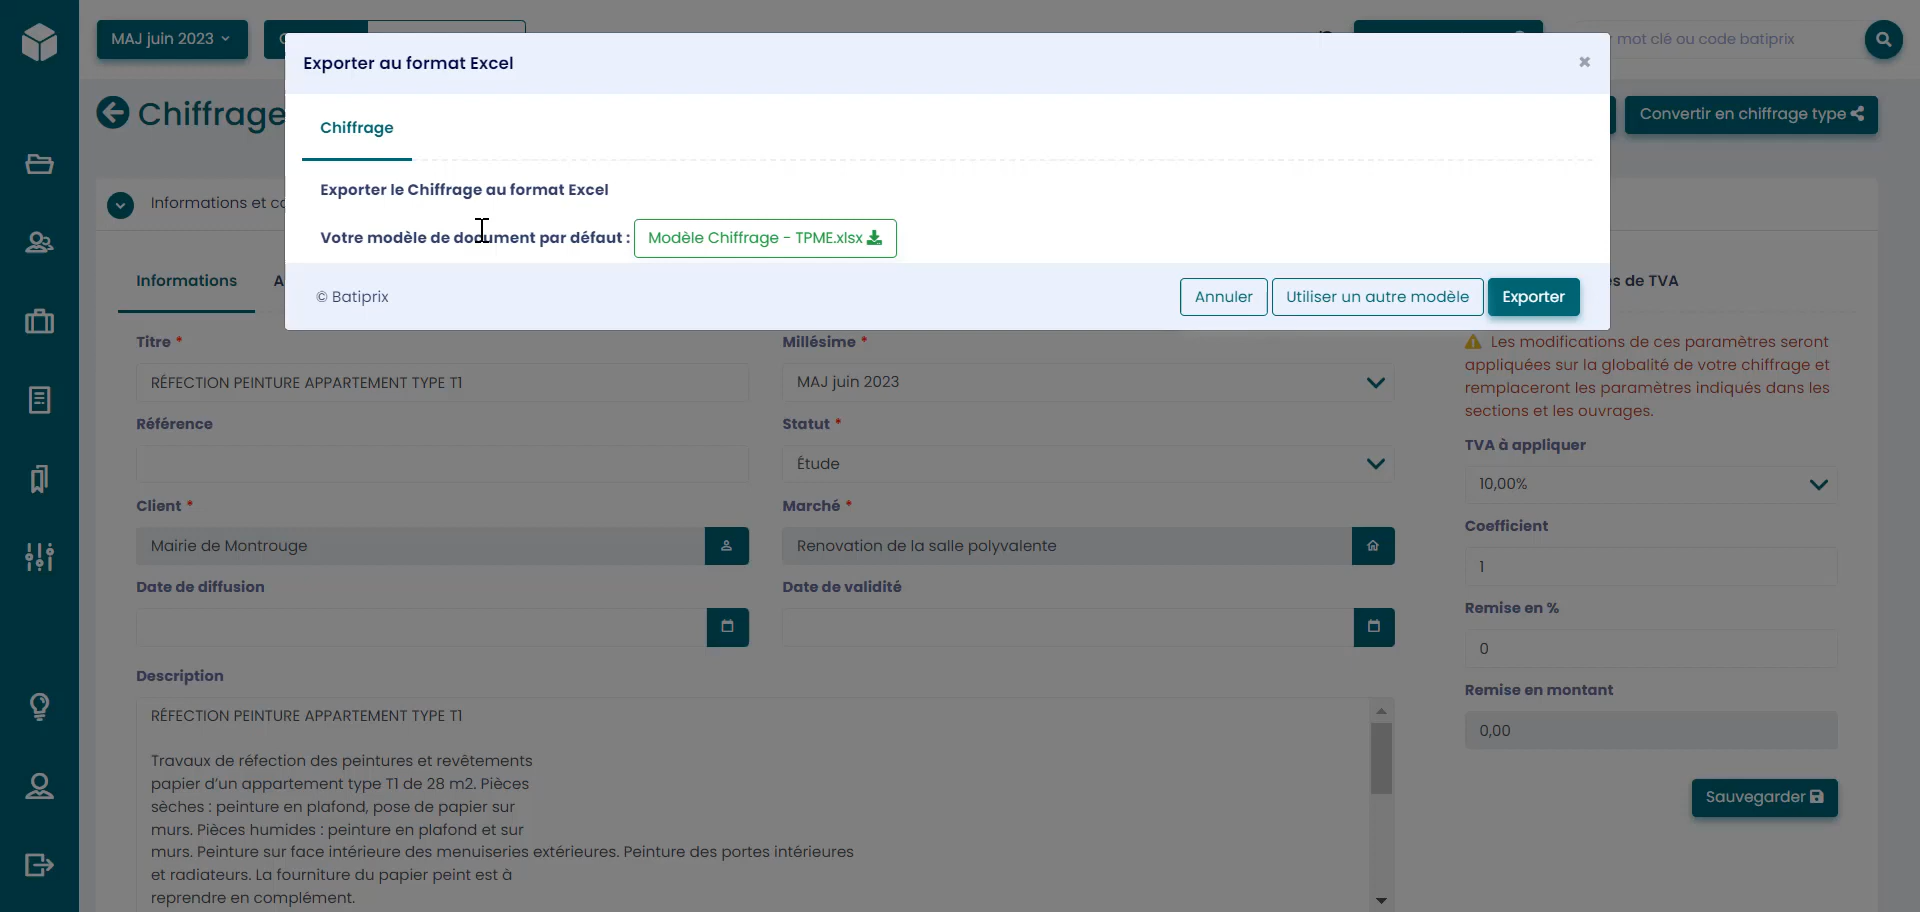 MAJ juin 2023
mot clé ou code batiprix
Exporter au format Excel
Chiffrage
Convertir en chiffrage type
Chiffrage
Exporter le Chiffrage au format Excel
Informations et
Votre modèle de document par défaut :
Modèle Chiffrage - TPME.xlsx
Informations
de TVA
© Batiprix
Annuler
Utiliser un autre modèle
Exporter
Titre *
RÉFECTION PEINTURE APPARTEMENT TYPE T1
Millésime *
MAJ juin 2023
Les modifications de ces paramètres seront
appliquées sur la globalité de votre chiffrage et
remplaceront les paramètres indiqués dans les
sections et les ouvrages.
Référence
Statut *
Étude
TVA à appliquer
10,00%
Client *
Mairie de Montrouge
Marché *
Renovation de la salle polyvalente
Coefficient
1
Date de diffusion
Date de validité
Remise en %
0
Description
Remise en montant
0,00
RÉFECTION PEINTURE APPARTEMENT TYPE T1
Travaux de réfection des peintures et revêtements
papier d'un appartement type T1 de 28 m2. Pièces
sèches : peinture en plafond, pose de papier sur
murs. Pièces humides : peinture en plafond et sur
murs. Peinture sur face intérieure des menuiseries extérieures. Peinture des portes intérieures
et radiateurs. La fourniture du papier peint est à
reprendre en complément.
Sauvegarder